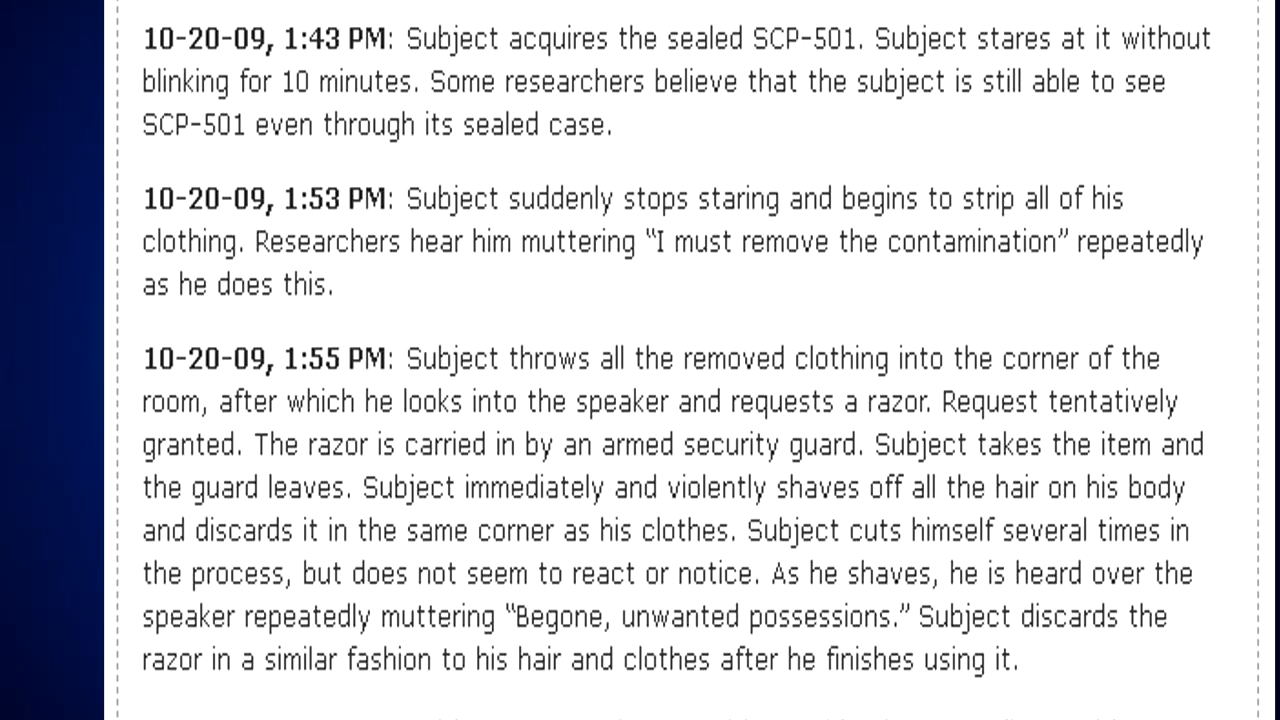 10-20-09, 1:43 PM: Subject acquires the sealed SCP-501. Subject stares at it without
blinking for 10 minutes. Some researchers believe that the subject is still able to see
SCP-501 even through its sealed case.
10-20-09, 1:53 PM: Subject suddenly stops staring and begins to strip all of his
clothing. Researchers hear him muttering “I must remove the contamination” repeatedly
as he does this.
10-20-09, 1:55 PM: Subject throws all the removed clothing into the corner of the
room, after which he looks into the speaker and requests a razor. Request tentatively
granted. The razor is carried in by an armed security guard. Subject takes the item and
the guard leaves. Subject immediately and violently shaves off all the hair on his body
and discards it in the same corner as his clothes. Subject cuts himself several times in
the process, but does not seem to react or notice. As he shaves, he is heard over the
speaker repeatedly muttering “Begone, unwanted possessions.” Subject discards the
razor in a similar fashion to his hair and clothes after he finishes using it.